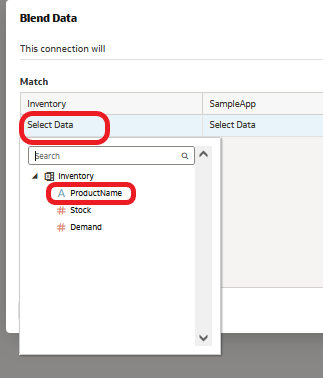 Blend Data
This connection will
Match
Inventory SampleApp
Select Data Select Data
Search
Inventory
A ProductName
# Stock
# Demand